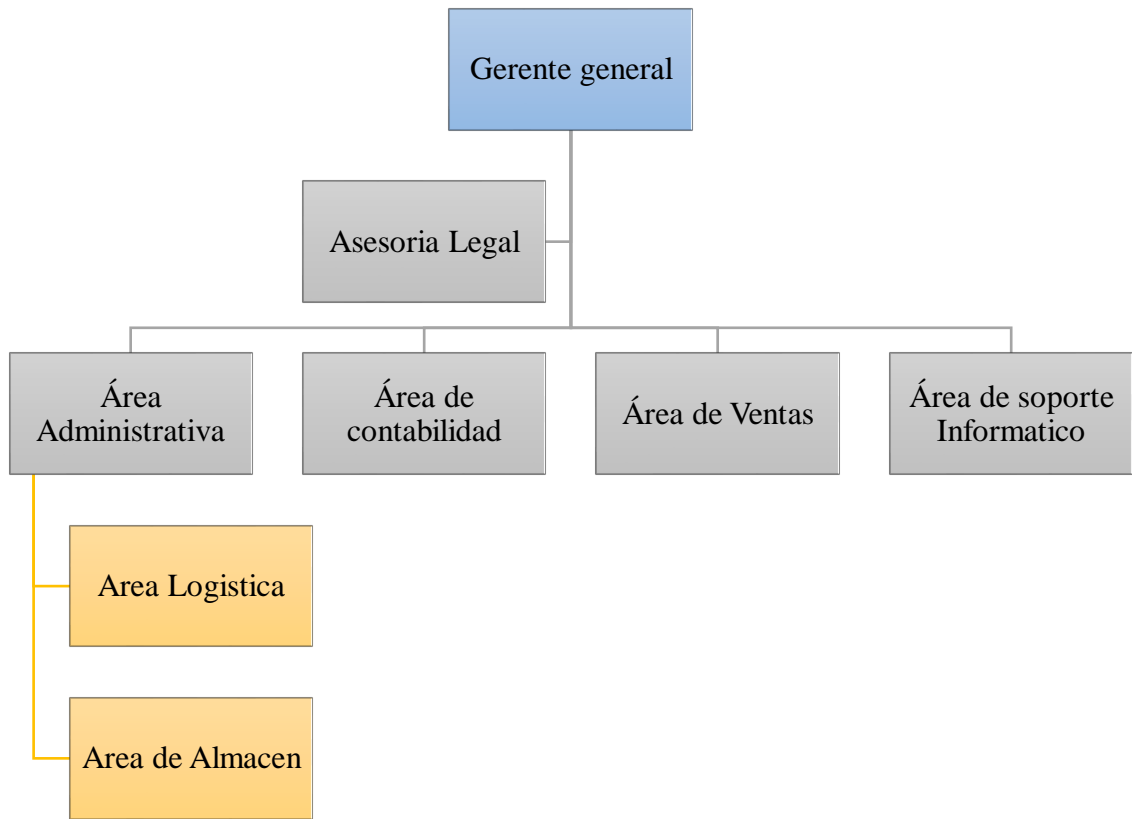 Gerente general
Asesoria Legal
Área
Administrativa
Área de
contabilidad
Área de Ventas
Área de soporte
Informatico
Area Logistica
Area de Almacen